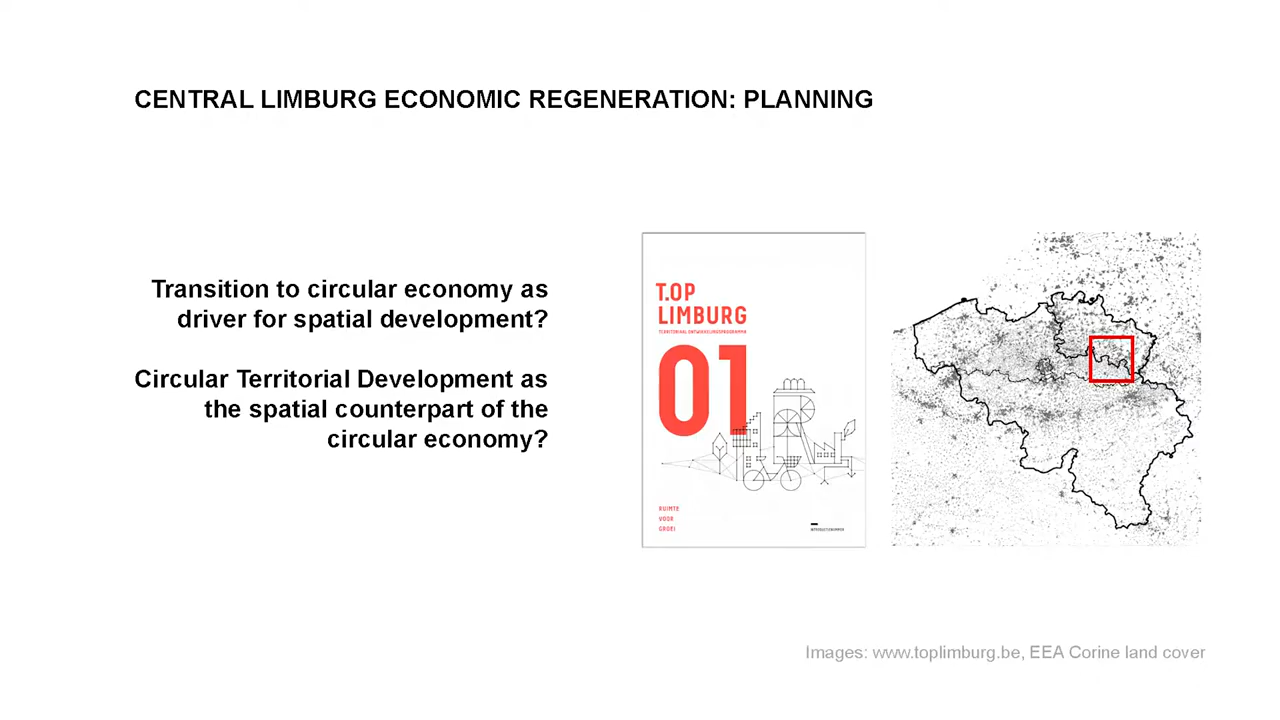 CENTRAL LIMBURG ECONOMIC REGENERATION: PLANNING
Transition to circular economy as
driver for spatial development?
Circular Territorial Development as
the spatial counterpart of the
circular economy?
T.OP
LIMBURG
TERRITORIAAL ONTWIKKELINGSPROGRAMMA
01
RUIMTE
VOOR
GROEI
Images: www.toplimburg.be, EEA Corine land cover